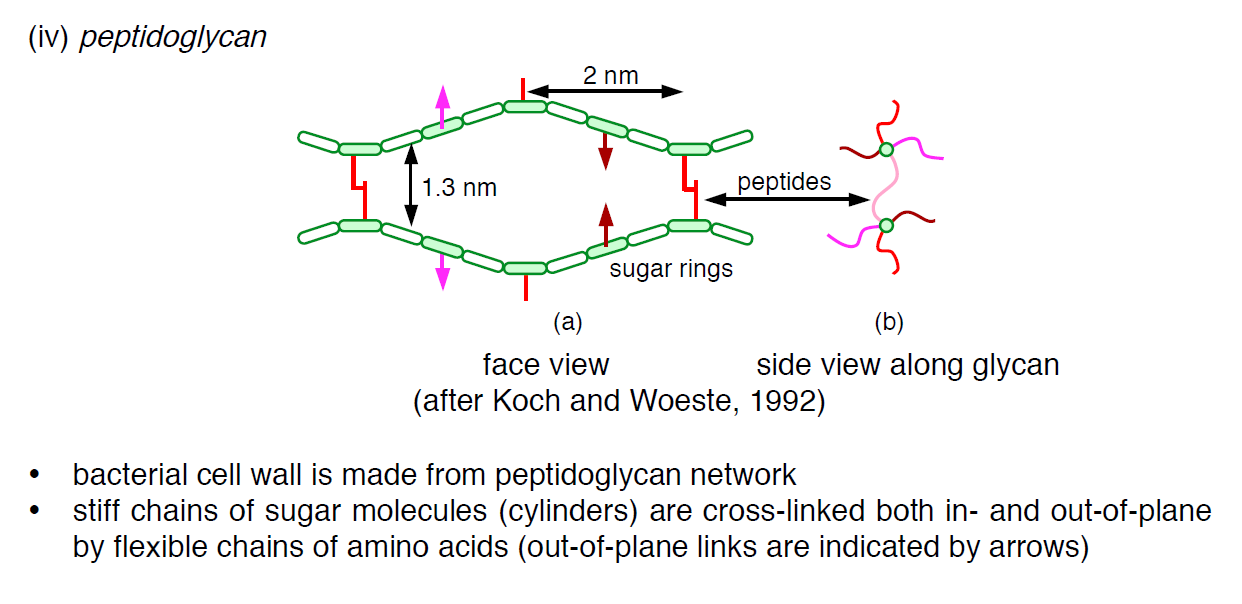 (iv) peptidoglycan
2 nm
1.3 nm
peptides
sugar rings
(a)
(b)
face view
side view along glycan
(after Koch and Woeste, 1992)
• bacterial cell wall is made from peptidoglycan network
• stiff chains of sugar molecules (cylinders) are cross-linked both in- and out-of-plane
by flexible chains of amino acids (out-of-plane links are indicated by arrows)